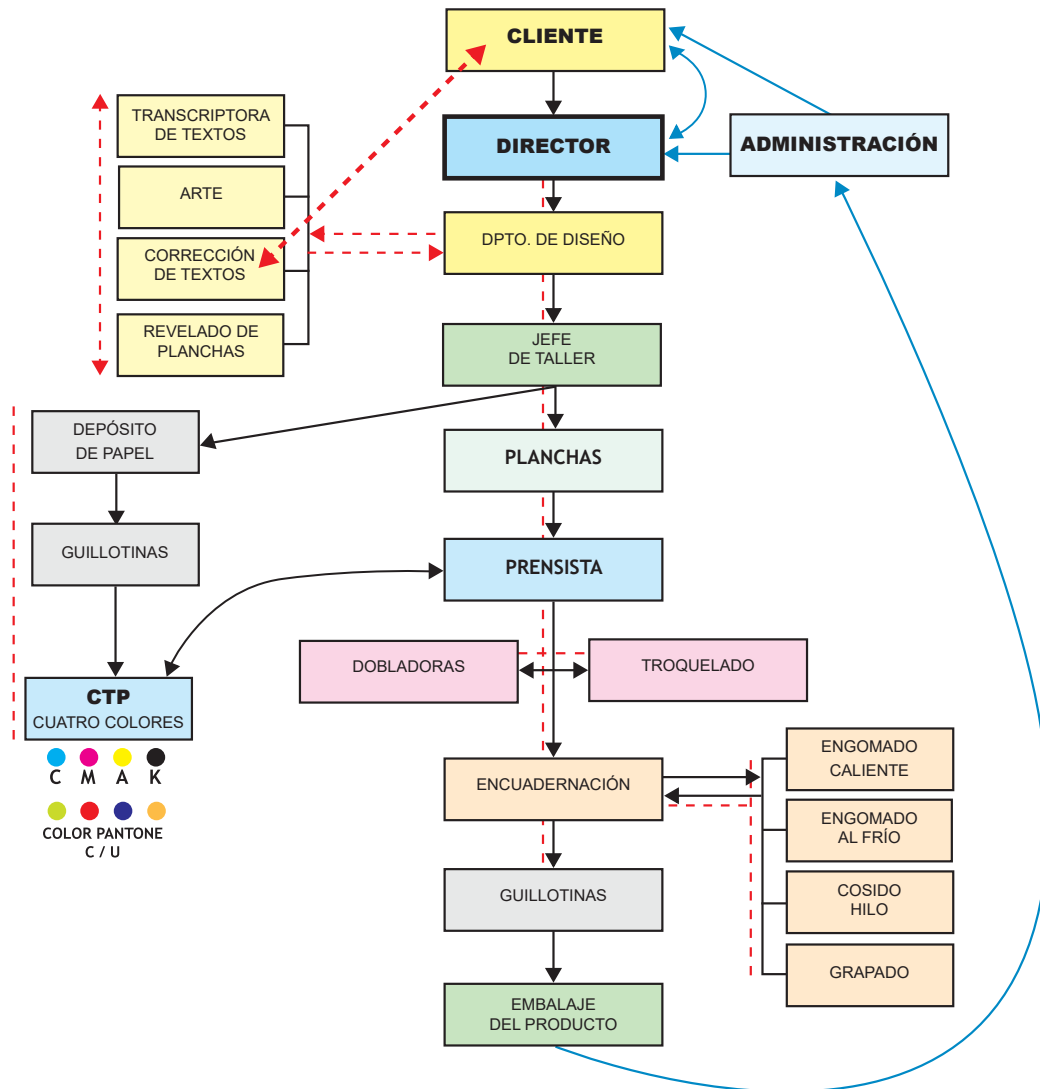 CLIENTE
TRANSCRIPTORA
DE TEXTOS
DIRECTOR
ADMINISTRACIÓN
ARTE
DPTO. DE DISEÑO
CORRECCIÓN
DE TEXTOS
REVELADO DE
PLANCHAS
JEFE
DE TALLER
DEPÓSITO
DE PAPEL
PLANCHAS
GUILLOTINAS
PRENSISTA
DOBLADORAS
TROQUELADO
CTP
CUATRO COLORES
C M A K
COLOR PANTONE
C / U
ENCUADERNACIÓN
ENGOMADO
CALIENTE
ENGOMADO
AL FRÍO
COSIDO
HILO
GRAPADO
GUILLOTINAS
EMBALAJE
DEL PRODUCTO